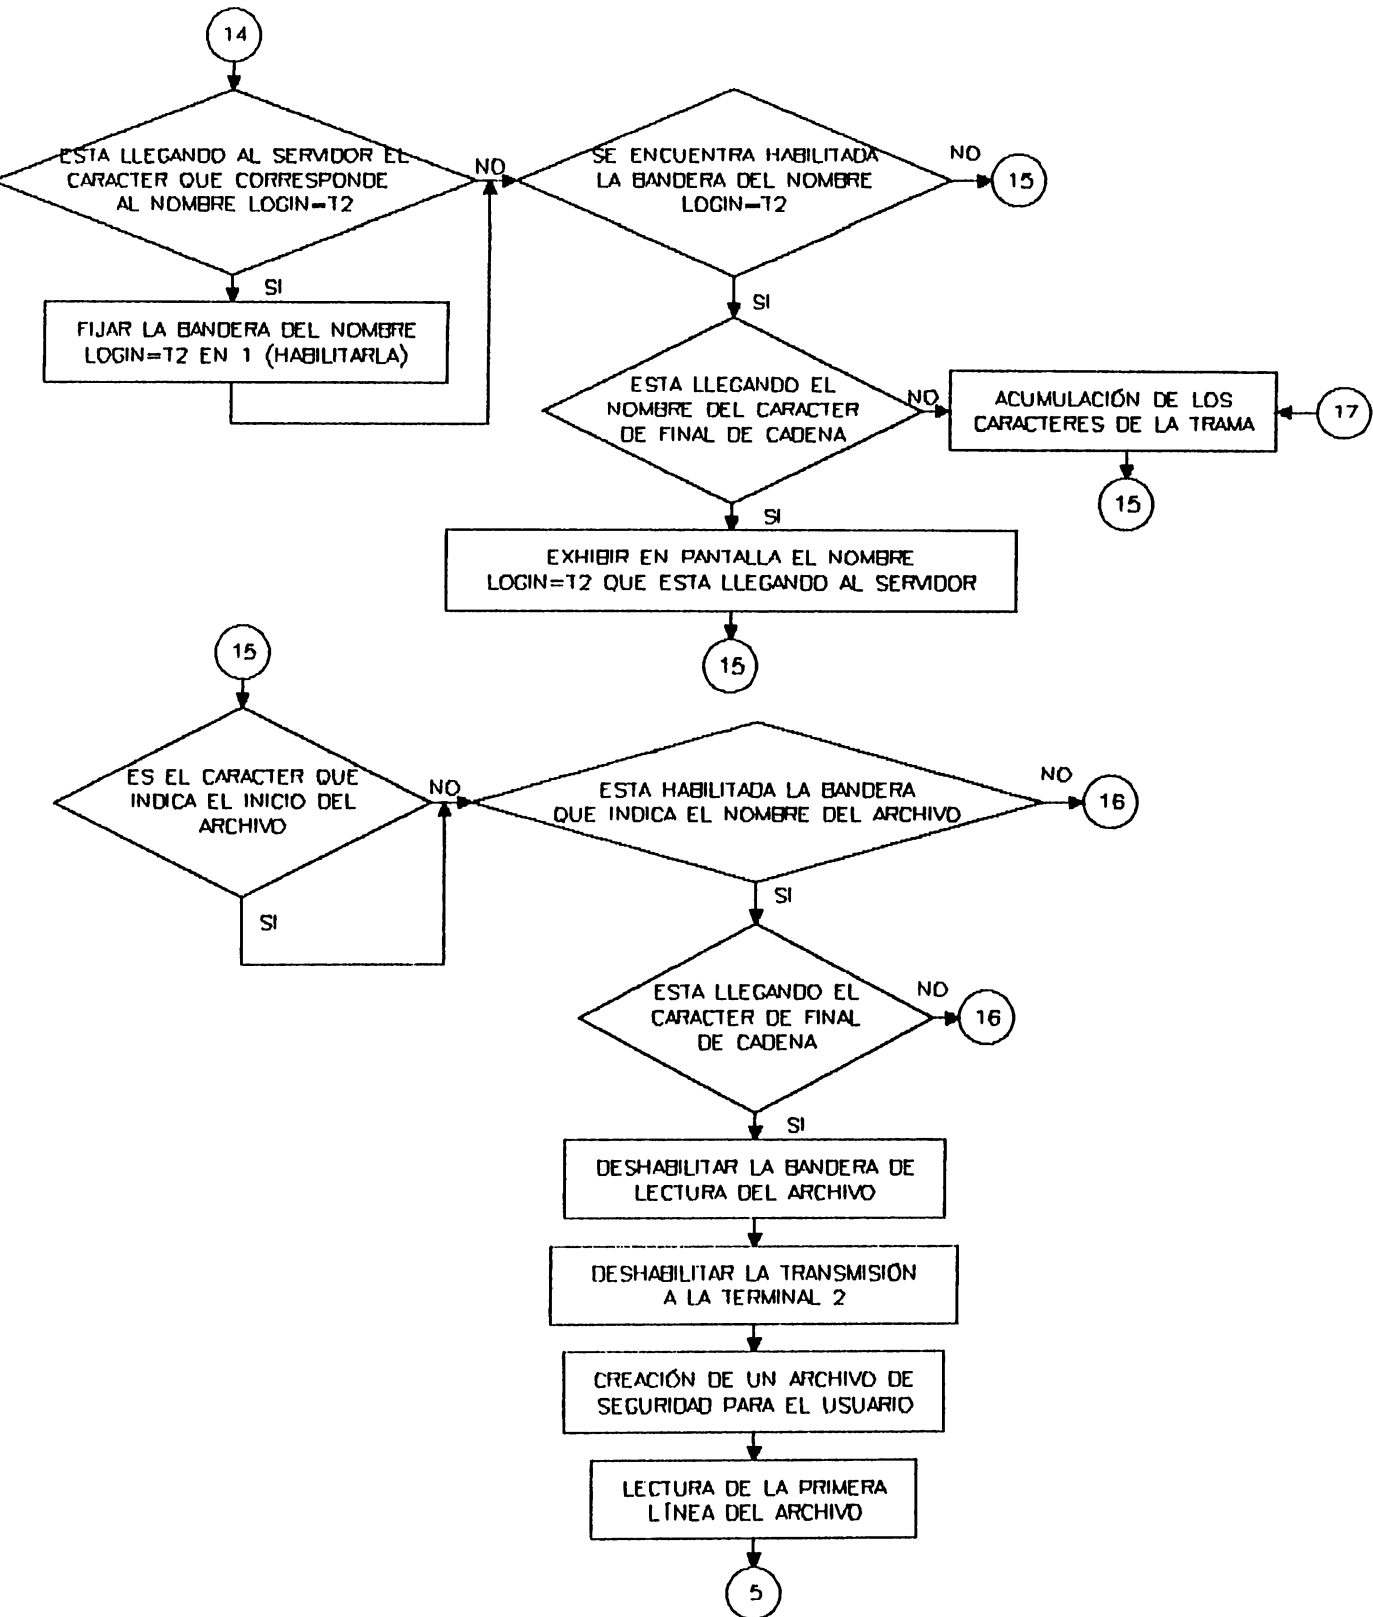 14
ESTA LLEGANDO AL SERVIDOR EL
CARACTER QUE CORRESPONDE
AL NOMBRE LOGIN=T2
NO
SE ENCUENTRA HABILITADA
LA BANDERA DEL NOMBRE
LOGIN=T2
NO
15
SI
FIJAR LA BANDERA DEL NOMBRE
LOGIN=T2 EN 1 (HABILITARLA)
SI
ESTA LLEGANDO EL
NOMBRE DEL CARACTER
DE FINAL DE CADENA
NO
ACUMULACIÓN DE LOS
CARACTERES DE LA TRAMA
17
15
SI
EXHIBIR EN PANTALLA EL NOMBRE
LOGIN=T2 QUE ESTA LLEGANDO AL SERVIDOR
15
15
ES EL CARACTER QUE
INDICA EL INICIO DEL
ARCHIVO
NO
ESTA HABILITADA LA BANDERA
QUE INDICA EL NOMBRE DEL ARCHIVO
NO
16
SI
SI
ESTA LLEGANDO EL
CARACTER DE FINAL
DE CADENA
NO
16
SI
DESHABILITAR LA BANDERA DE
LECTURA DEL ARCHIVO
DESHABILITAR LA TRANSMISIÓN
A LA TERMINAL 2
CREACIÓN DE UN ARCHIVO DE
SEGURIDAD PARA EL USUARIO
LECTURA DE LA PRIMERA
LÍNEA DEL ARCHIVO
5